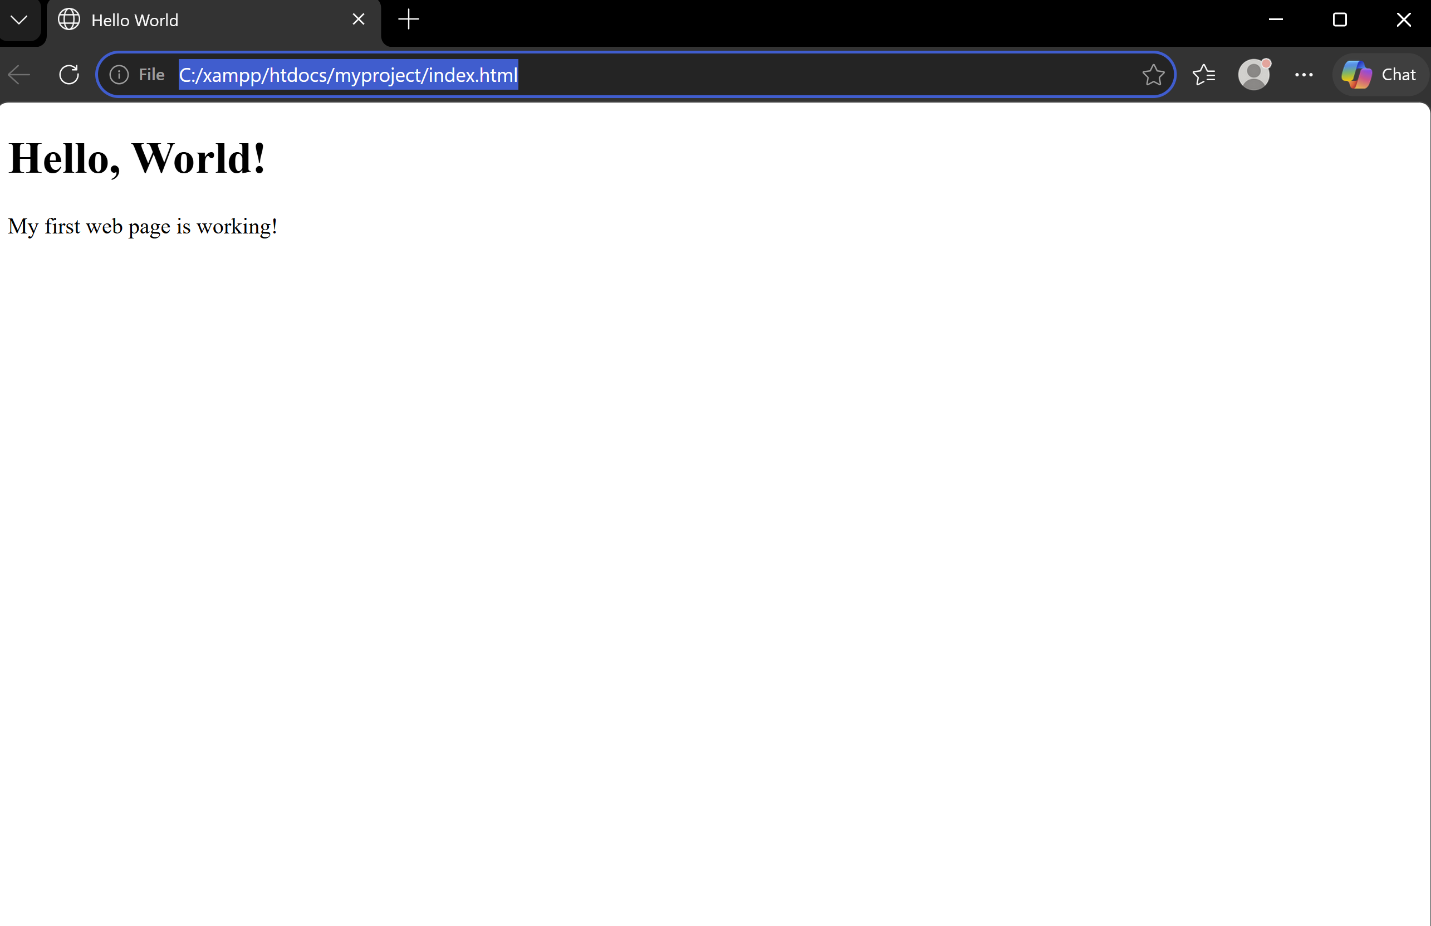 Hello World
File C:/xampp/htdocs/myproject/index.html
Chat
Hello, World!
My first web page is working!